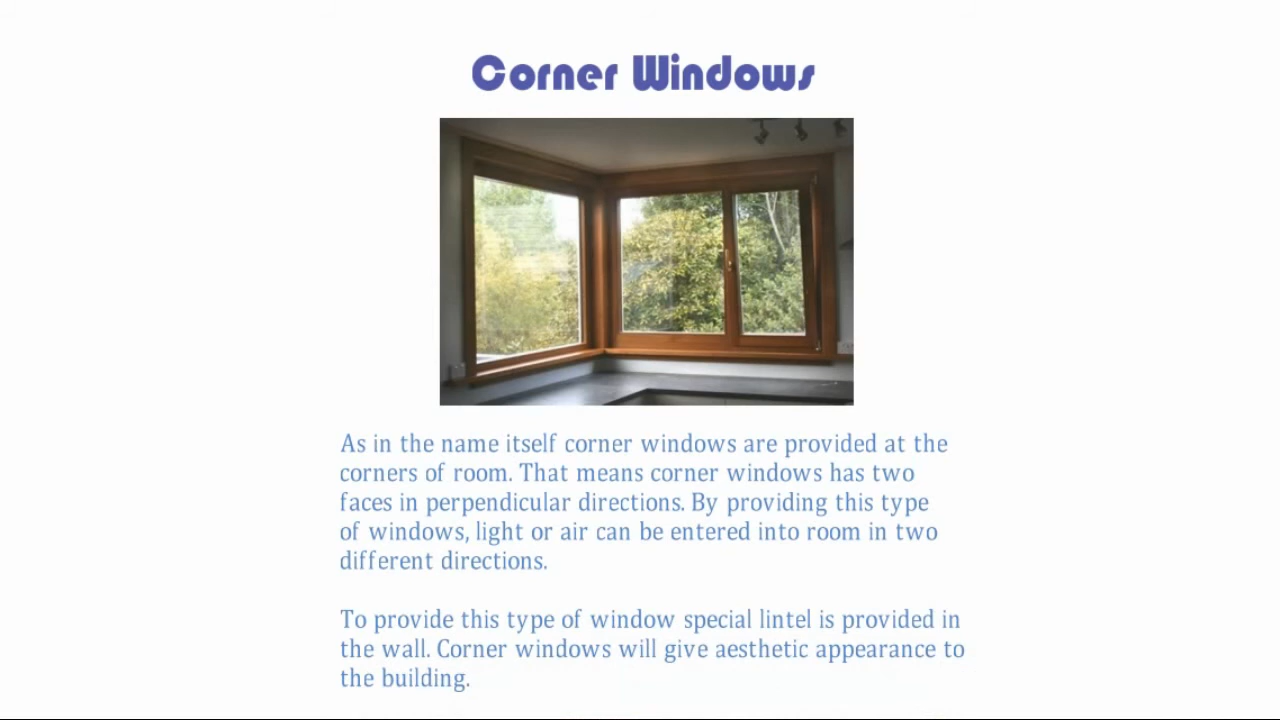 Corner Windows
As in the name itself corner windows are provided at the
corners of room. That means corner windows has two
faces in perpendicular directions. By providing this type
of windows, light or air can be entered into room in two
different directions.
To provide this type of window special lintel is provided in
the wall. Corner windows will give aesthetic appearance to
the building.